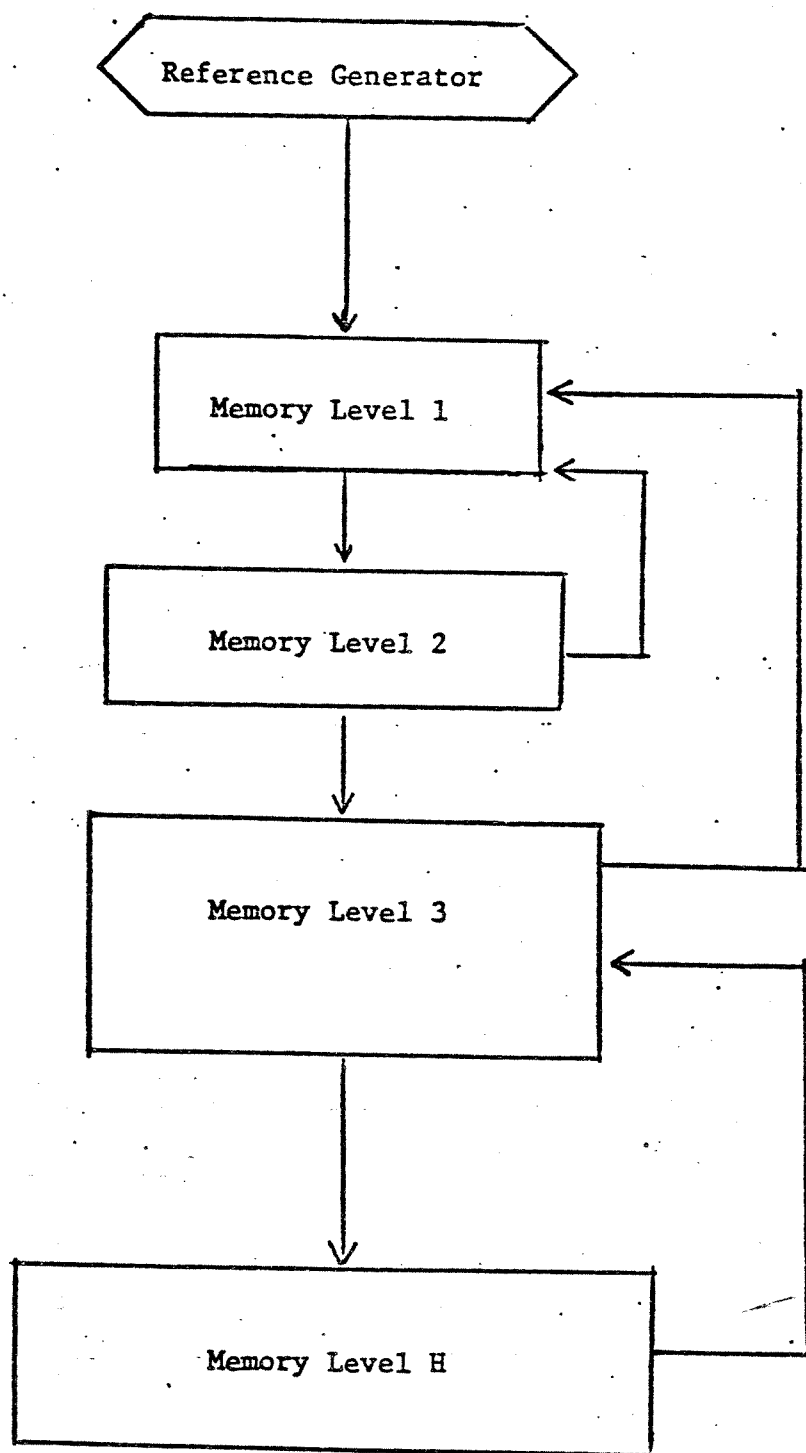 Reference Generator
Memory Level 1
Memory Level 2
Memory Level 3
Memory Level H